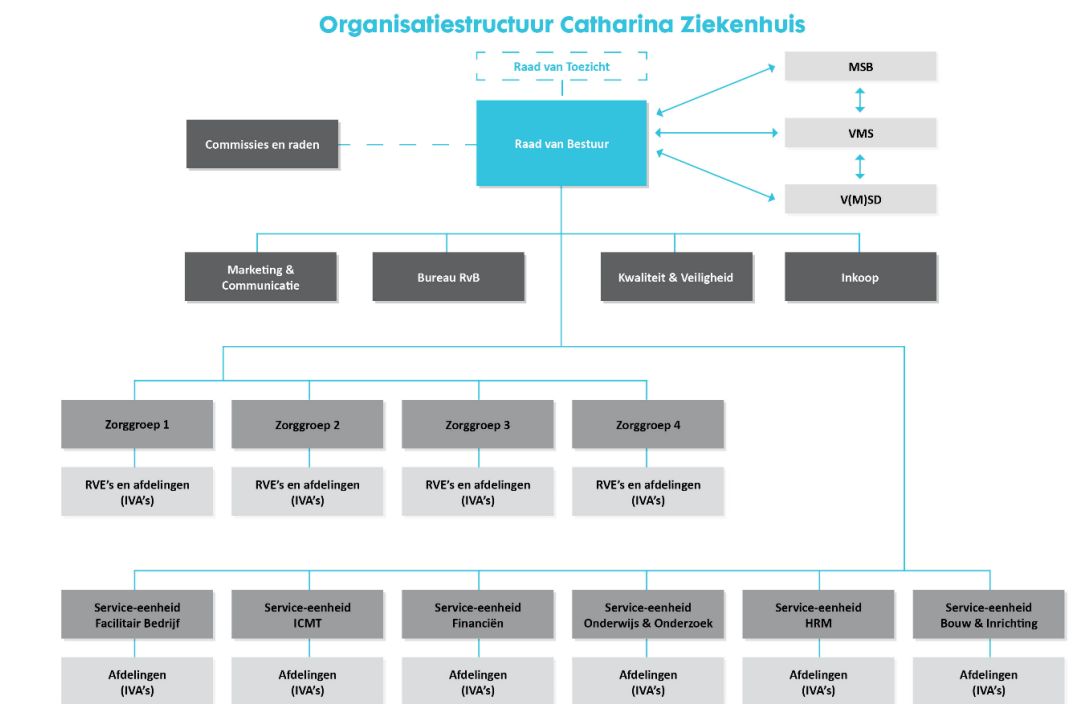 Organisatiestructuur Catharina Ziekenhuis
Raad van Toezicht
MSB
Commissies en raden
Raad van Bestuur
VMS
V(M)SD
Marketing &
Communicatie
Bureau RvB
Kwaliteit & Veiligheid
Inkoop
Zorggroep 1
Zorggroep 2
Zorggroep 3
Zorggroep 4
RVE’s en afdelingen
(IVA’s)
RVE’s en afdelingen
(IVA’s)
RVE’s en afdelingen
(IVA’s)
RVE’s en afdelingen
(IVA’s)
Service-eenheid
Facilitair Bedrijf
Service-eenheid
ICMT
Service-eenheid
Financiën
Service-eenheid
Onderwijs & Onderzoek
Service-eenheid
HRM
Service-eenheid
Bouw & Inrichting
Afdelingen
(IVA’s)
Afdelingen
(IVA’s)
Afdelingen
(IVA’s)
Afdelingen
(IVA’s)
Afdelingen
(IVA’s)
Afdelingen
(IVA’s)